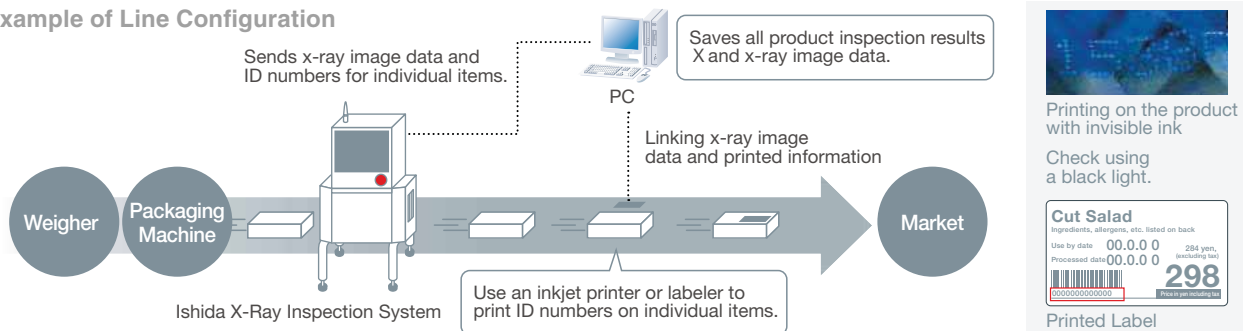 xample of Line Configuration
Sends x-ray image data and
ID numbers for individual items.
PC
Saves all product inspection results
X and x-ray image data.
Linking x-ray image
data and printed information
Weigher
Packaging
Machine
Market
Ishida X-Ray Inspection System
Use an inkjet printer or labeler to
print ID numbers on individual items.
Printing on the product
with invisible ink
Check using
a black light.
Cut Salad
Ingredients, allergens, etc. listed on back
Use by date 00.0.0 0
Processed date 00.0.0 0
284 yen,
(excluding tax)
298
Price in yen including tax
0000000000000
Printed Label